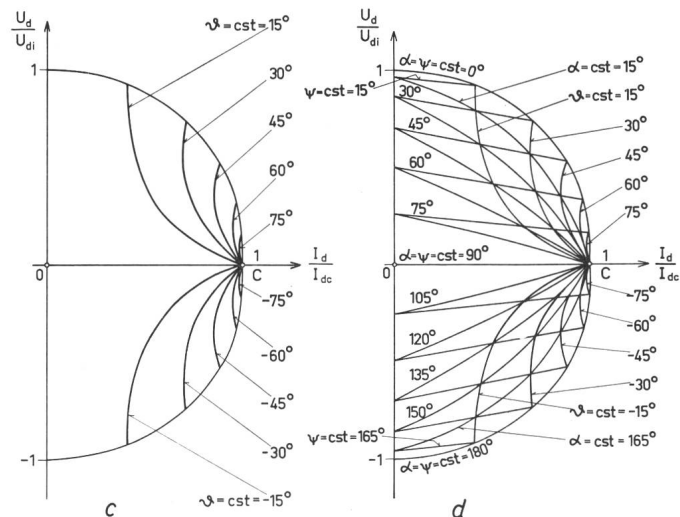 U_d
U_di
ϑ=cst=15°
30°
45°
60°
75°
1
0
1
C
I_d
I_dc
-75°
-60°
-45°
-30°
-1
ϑ=cst=-15°
c
U_d
U_di
α=ψ=cst=0°
ψ=cst=15°
α=cst=15°
ϑ=cst=15°
1
30°
45°
60°
75°
30°
45°
60°
75°
0
α=ψ=cst=90°
1
C
I_d
I_dc
105°
120°
135°
150°
-75°
-60°
-45°
-30°
ϑ=cst=-15°
ψ=cst=165°
α=cst=165°
-1
α=ψ=cst=180°
d